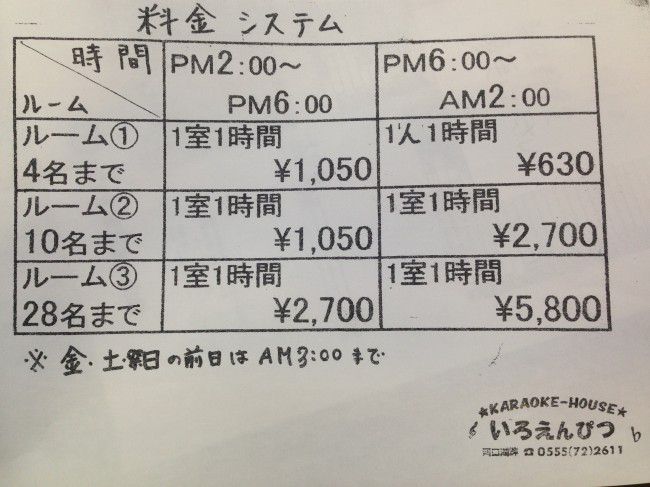 料金 システム
時間 PM2:00〜 PM6:00〜
ルーム PM6:00 AM2:00
ルーム① 1室1時間 1人1時間
4名まで ¥1,050 ¥630
ルーム② 1室1時間 1室1時間
10名まで ¥1,050 ¥2,700
ルーム③ 1室1時間 1室1時間
28名まで ¥2,700 ¥5,800
※ 金・土・祭日の前日はAM3:00まで
★KARAOKE-HOUSE★
いろえんぴつ
河口湖畔 ☎0555(72)2611